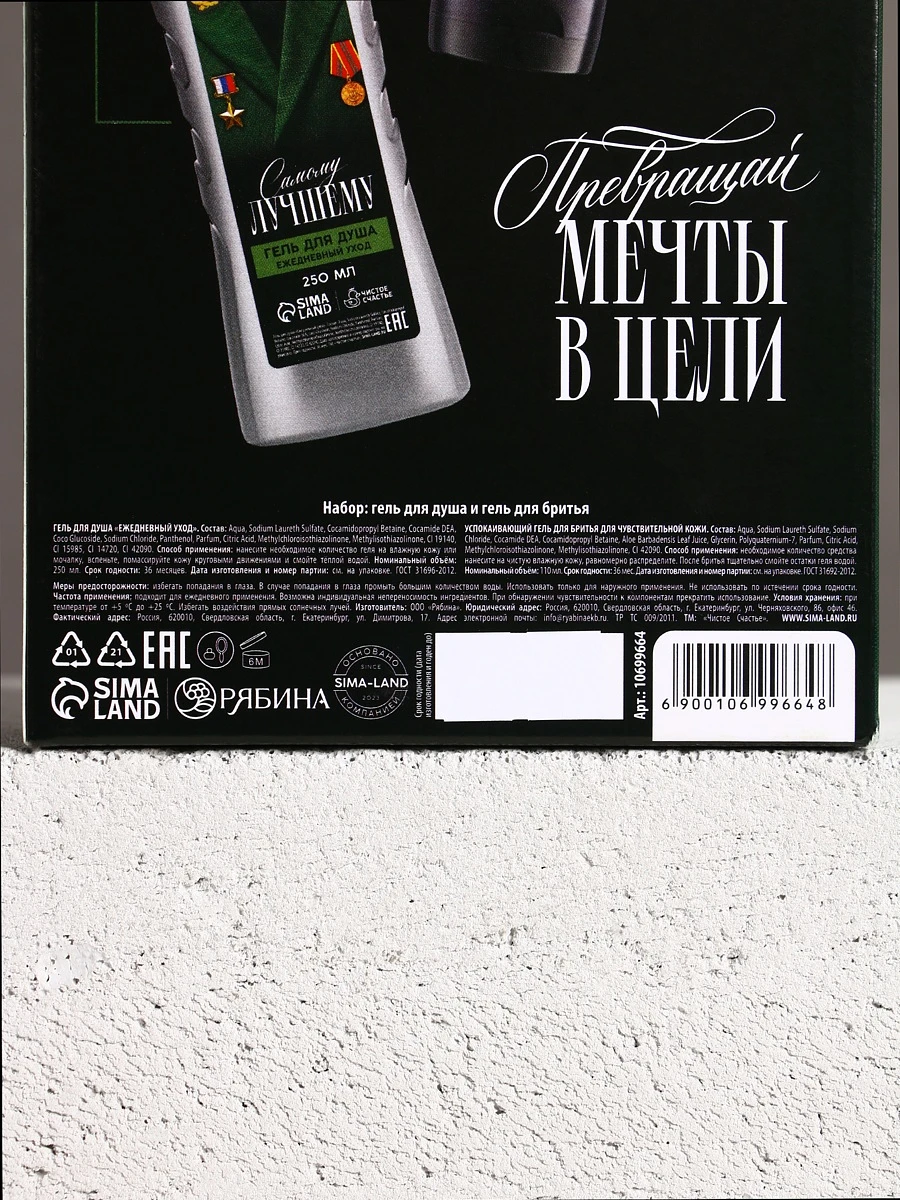 Самому
ЛУЧШЕМУ
ГЕЛЬ ДЛЯ ДУША
ЕЖЕДНЕВНЫЙ УХОД
250 МЛ
SIMA
LAND
ЧИСТОЕ
СЧАСТЬЕ
EAC
Превращай
МЕЧТЫ
В ЦЕЛИ
Набор: гель для душа и гель для бритья
ГЕЛЬ ДЛЯ ДУША «ЕЖЕДНЕВНЫЙ УХОД». Состав: Aqua, Sodium Laureth Sulfate, Cocamidopropyl Betaine, Cocamide DEA,
Coco Glucoside, Sodium Chloride, Panthenol, Parfum, Citric Acid, Methylchloroisothiazolinone, Methylisothiazolinone, CI 19140,
CI 15985, CI 14720, CI 42090. Способ применения: нанесите необходимое количество геля на влажную кожу или
мочалку, вспеньте, помассируйте кожу круговыми движениями и смойте тёплой водой. Номинальный объем:
250 мл. Срок годности: 36 месяцев. Дата изготовления и номер партии: см. на упаковке. ГОСТ 31696-2012.
УСПОКАИВАЮЩИЙ ГЕЛЬ ДЛЯ БРИТЬЯ ДЛЯ ЧУВСТВИТЕЛЬНОЙ КОЖИ. Состав: Aqua, Sodium Laureth Sulfate, Sodium
Chloride, Cocamide DEA, Cocamidopropyl Betaine, Aloe Barbadensis Leaf Juice, Glycerin, Polyquaternium-7, Parfum, Citric Acid,
Methylchloroisothiazolinone, Methylisothiazolinone, CI 42090. Способ применения: необходимое количество средства
нанесите на чистую влажную кожу, равномерно распределите. После бритья тщательно смойте остатки геля водой.
Номинальный объем: 110 мл. Срок годности: 36 мес. Дата изготовления и номер партии: см. на упаковке. ГОСТ 31692-2012.
Меры предосторожности: избегать попадания в глаза. В случае попадания в глаза промыть большим количеством воды. Использовать только для наружного применения. Не использовать по истечении срока годности.
Частота применения: подходит для ежедневного применения. Возможна индивидуальная непереносимость ингредиентов. При обнаружении чувствительности к компонентам прекратить использование. Условия хранения: при
температуре от +5 °C до +25 °C. Избегать воздействия прямых солнечных лучей. Изготовитель: ООО «Рябина». Юридический адрес: Россия, 620010, Свердловская область, г. Екатеринбург, ул. Черняховского, 86, офис 46.
Фактический адрес: Россия, 620010, Свердловская область, г. Екатеринбург, ул. Димитрова, 17. Адрес электронной почты: info@ryabinaekb.ru. ТР ТС 009/2011. ТМ: «Чистое Счастье». WWW.SIMA-LAND.RU
01
21
EAC
6M
SIMA
LAND
РЯБИНА
ОСНОВАНО
SINCE
SIMA-LAND
2023
КОМПАНИЕЙ
Срок годности (дата
изготовления и годен до)
Арт.: 10699664
6 900106 996648